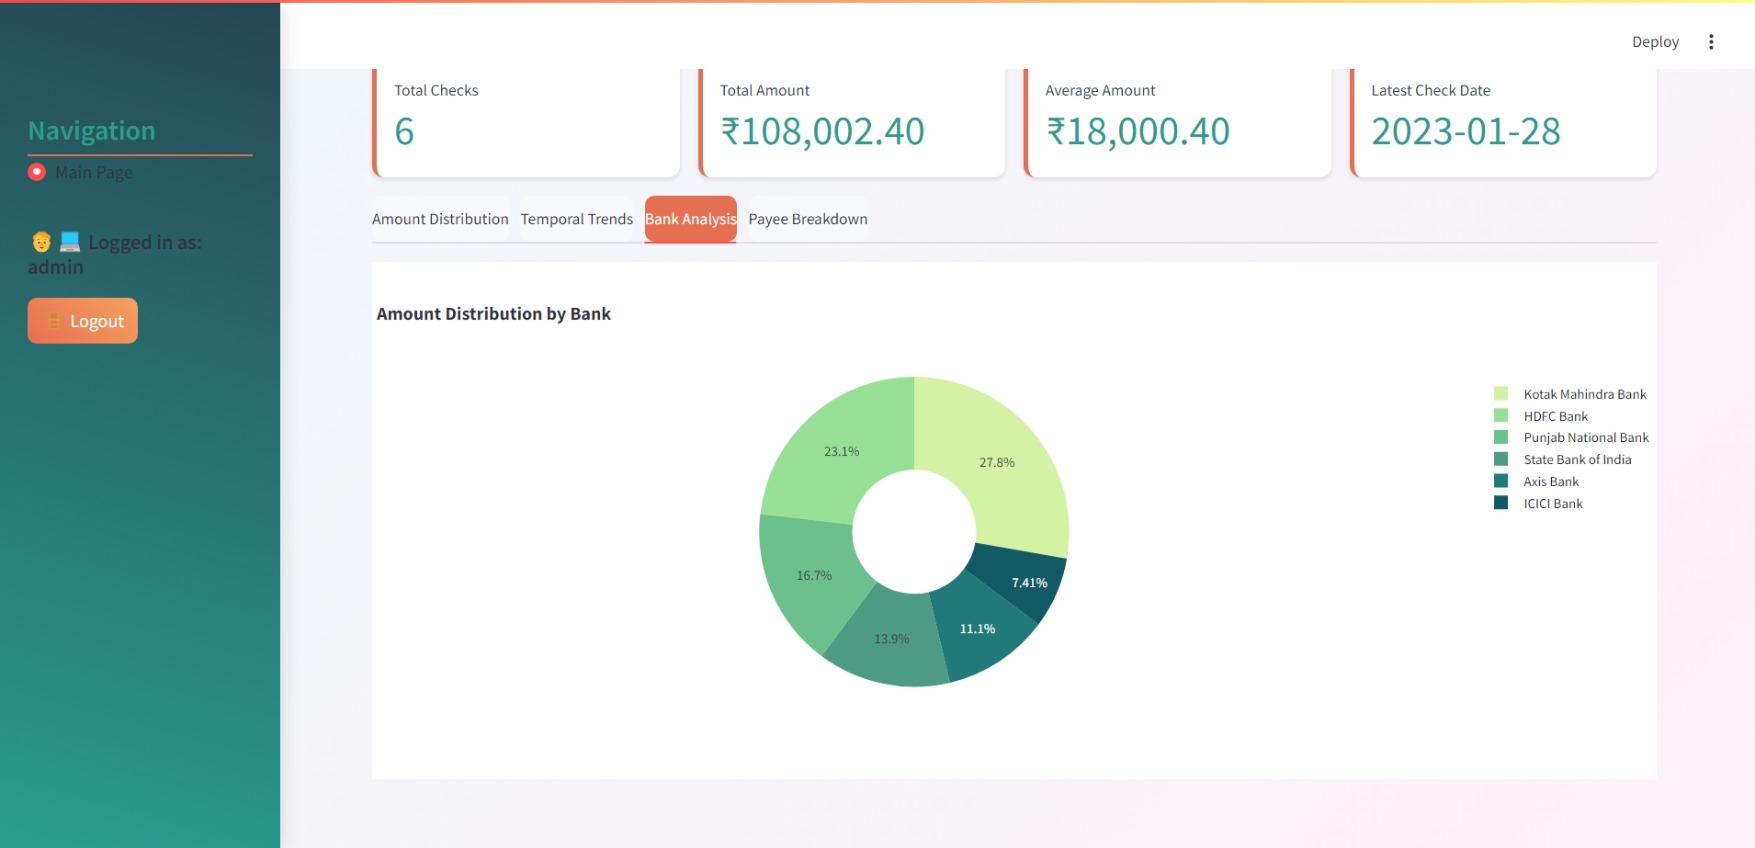 Deploy
Navigation
Main Page
Logged in as:
admin
Logout
Total Checks
6
Total Amount
₹108,002.40
Average Amount
₹18,000.40
Latest Check Date
2023-01-28
Amount Distribution
Temporal Trends
Bank Analysis
Payee Breakdown
Amount Distribution by Bank
23.1%
27.8%
16.7%
7.41%
13.9%
11.1%
Kotak Mahindra Bank
HDFC Bank
Punjab National Bank
State Bank of India
Axis Bank
ICICI Bank